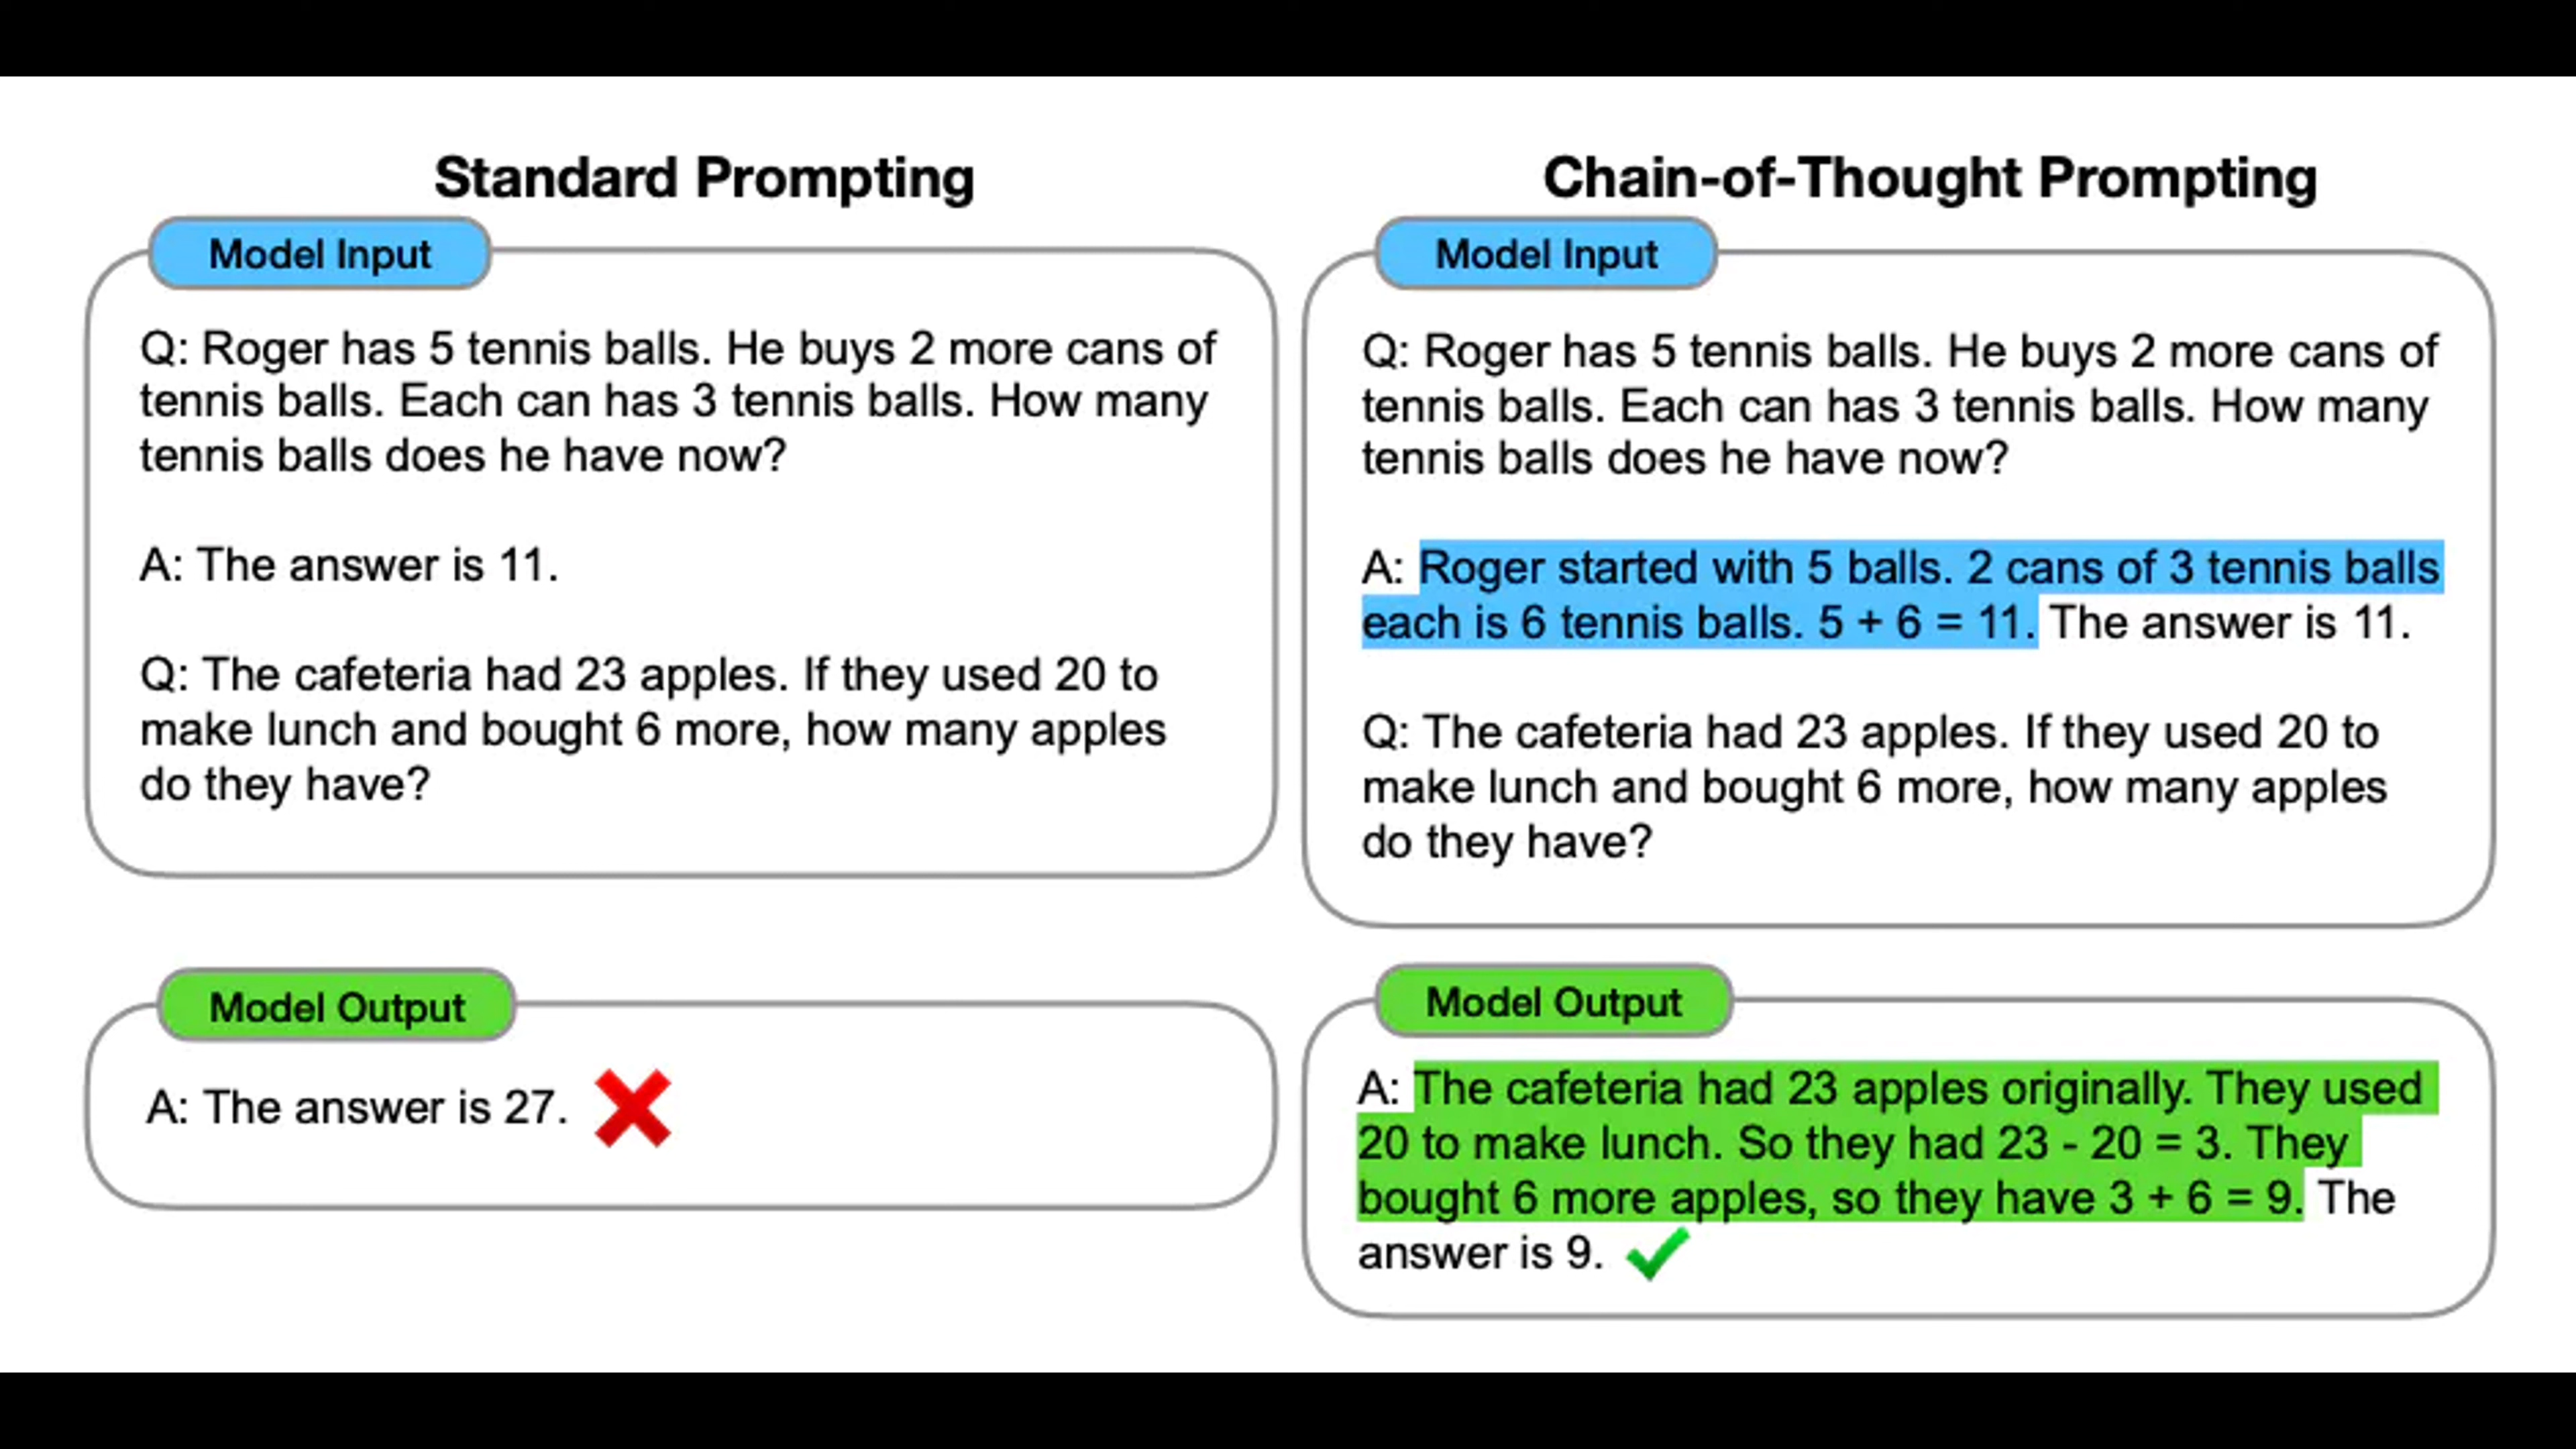 Standard Prompting
Model Input
Q: Roger has 5 tennis balls. He buys 2 more cans of
tennis balls. Each can has 3 tennis balls. How many
tennis balls does he have now?
A: The answer is 11.
Q: The cafeteria had 23 apples. If they used 20 to
make lunch and bought 6 more, how many apples
do they have?
Model Output
A: The answer is 27.
Chain-of-Thought Prompting
Model Input
Q: Roger has 5 tennis balls. He buys 2 more cans of
tennis balls. Each can has 3 tennis balls. How many
tennis balls does he have now?
A: Roger started with 5 balls. 2 cans of 3 tennis balls
each is 6 tennis balls. 5 + 6 = 11. The answer is 11.
Q: The cafeteria had 23 apples. If they used 20 to
make lunch and bought 6 more, how many apples
do they have?
Model Output
A: The cafeteria had 23 apples originally. They used
20 to make lunch. So they had 23 - 20 = 3. They
bought 6 more apples, so they have 3 + 6 = 9. The
answer is 9.